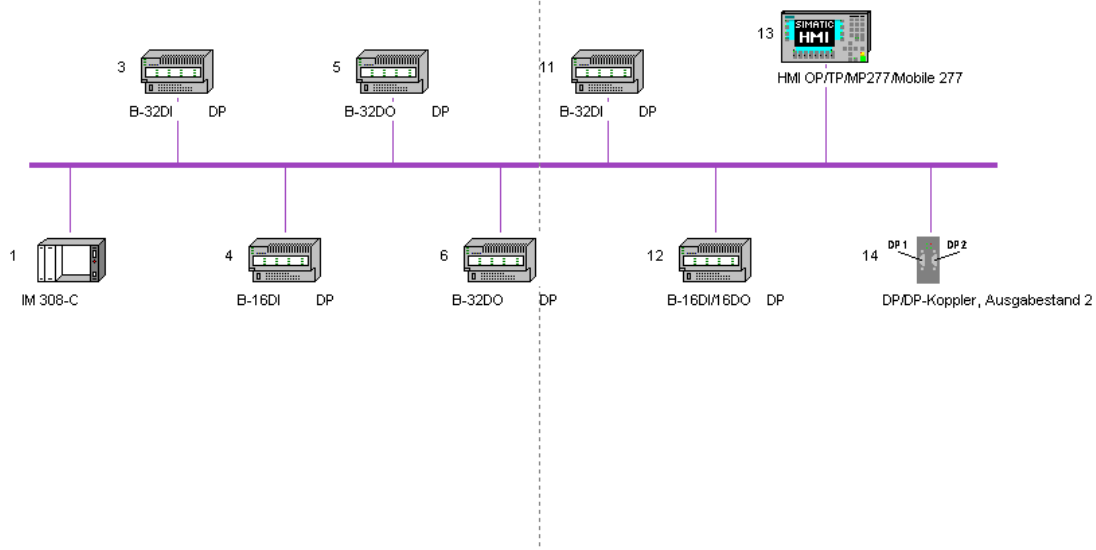 13
SIMATIC
HMI
HMI OP/TP/MP277/Mobile 277
3
B-32DI DP
5
B-32DO DP
11
B-32DI DP
1
IM 308-C
4
B-16DI DP
6
B-32DO DP
12
B-16DI/16DO DP
14
DP 1 DP 2
DP/DP-Koppler, Ausgabestand 2